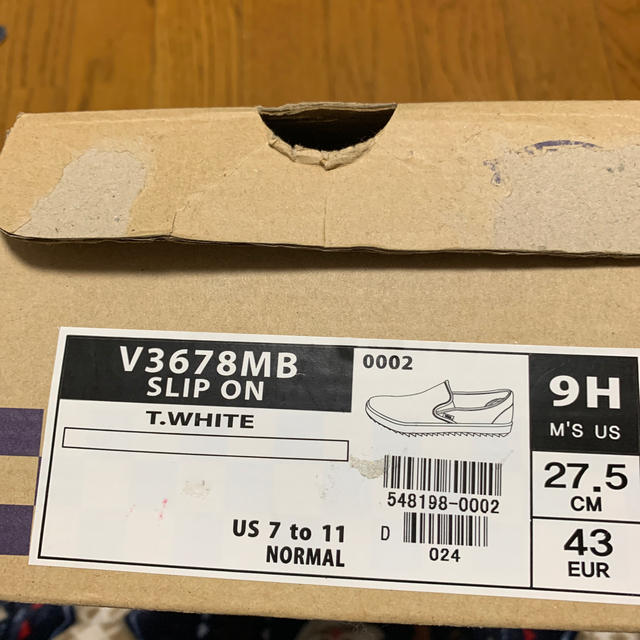 V3678MB
SLIP ON
T.WHITE
0002
548198-0002
D
024
US 7 to 11
NORMAL
9H
M'S US
27.5
CM
43
EUR